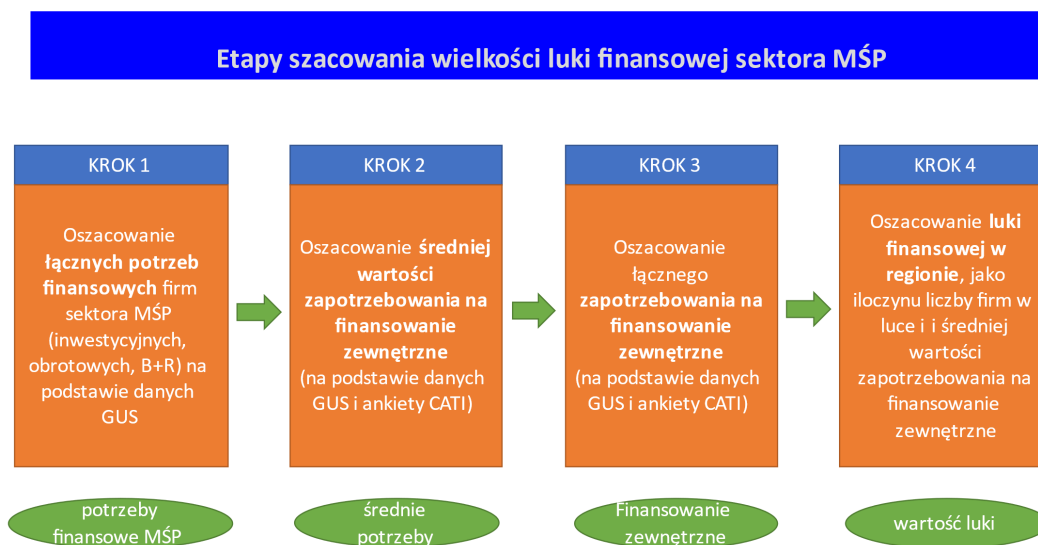 Etapy szacowania wielkości luki finansowej sektora MŚP
KROK 1
Oszacowanie
łącznych potrzeb
finansowych firm
sektora MŚP
(inwestycyjnych,
obrotowych, B+R) na
podstawie danych
GUS
potrzeby
finansowe MŚP
KROK 2
Oszacowanie średniej
wartości
zapotrzebowania na
finansowanie
zewnętrzne
(na podstawie danych
GUS i ankiety CATI)
średnie
potrzeby
KROK 3
Oszacowanie
łącznego
zapotrzebowania na
finansowanie
zewnętrzne
(na podstawie danych
GUS i ankiety CATI)
Finansowanie
zewnętrzne
KROK 4
Oszacowanie luki
finansowej w
regionie, jako
iloczynu liczby firm w
luce i i średniej
wartości
zapotrzebowania na
finansowanie
zewnętrzne
wartość luki